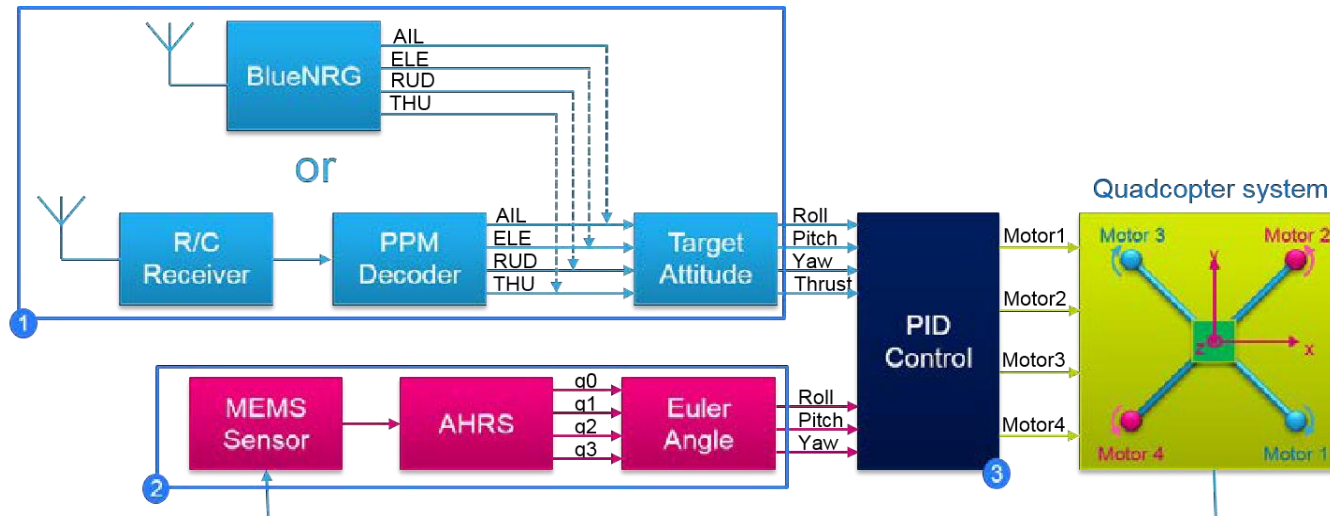 BlueNRG
AIL
ELE
RUD
THU
or
R/C
Receiver
PPM
Decoder
AIL
ELE
RUD
THU
Target
Attitude
Roll
Pitch
Yaw
Thrust
1
MEMS
Sensor
AHRS
q0
q1
q2
q3
Euler
Angle
Roll
Pitch
Yaw
2
PID
Control
3
Motor1
Motor2
Motor3
Motor4
Quadcopter system
Motor 3
Motor 2
y
z
x
Motor 4
Motor 1